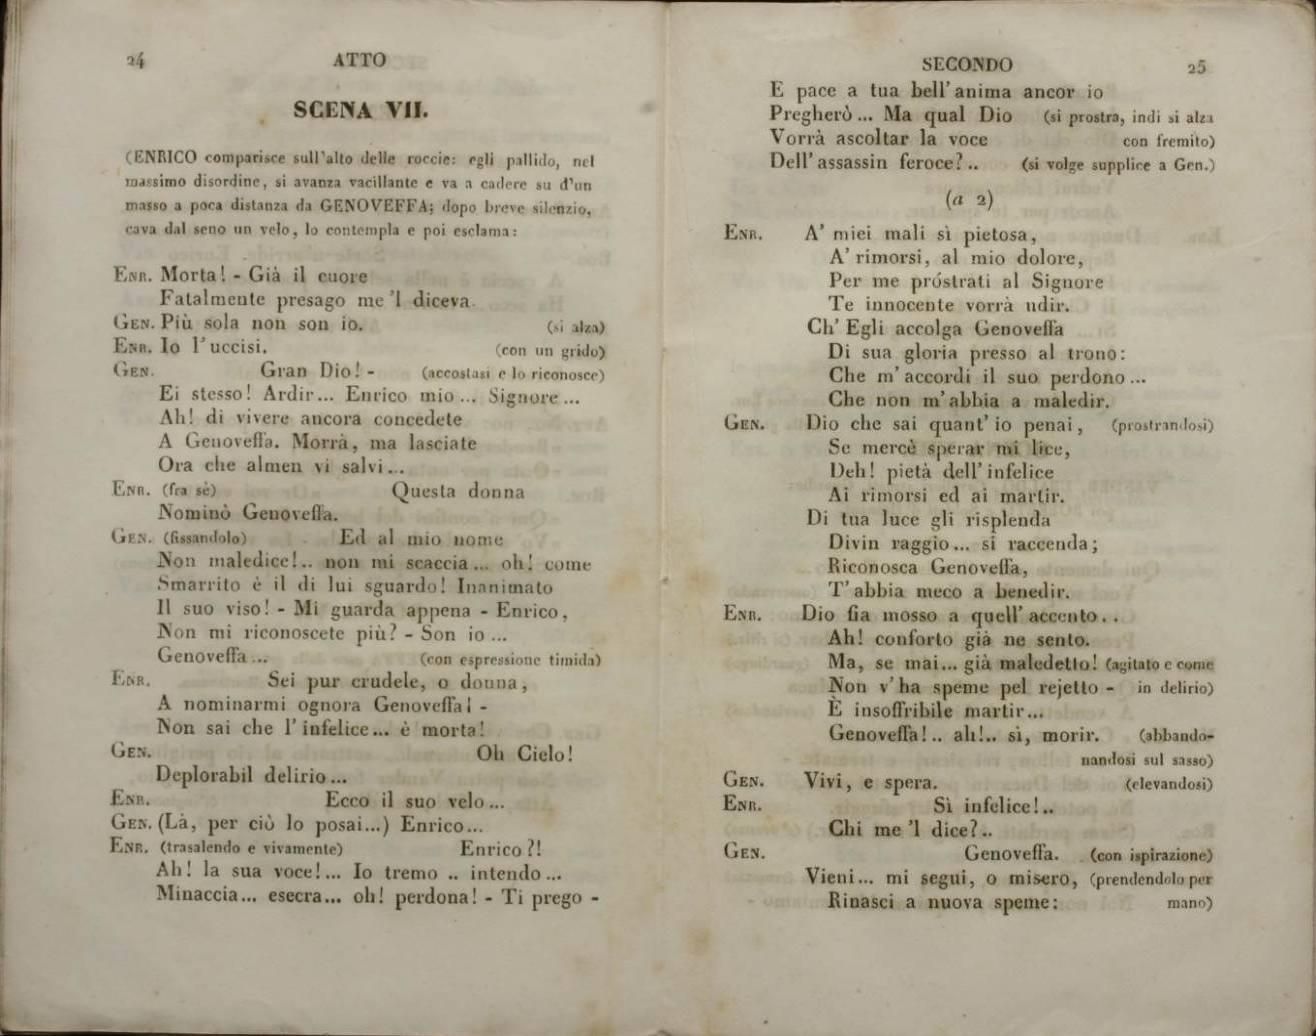 24 ATTO
SCENA VII.
(ENRICO comparisce sull'alto delle roccie: egli pallido, nel
massimo disordine, si avanza vacillante e va a cadere su d'un
masso a poca distanza da GENOVEFFA; dopo breve silenzio,
cava dal seno un velo, lo contempla e poi esclama:
ENR. Morta! - Già il cuore
Fatalmente presago me 'l diceva.
GEN. Più sola non son io. (si alza)
ENR. Io l'uccisi. (con un grido)
GEN. Gran Dio! - (accostasi e lo riconosce)
Ei stesso! Ardir... Enrico mio... Signore...
Ah! di vivere ancora concedete
A Genoveffa. Morrà, ma lasciate
Ora che almen vi salvi...
ENR. (fra sè) Questa donna
Nominò Genoveffa.
GEN. (fissandolo) Ed al mio nome
Non maledice!.. non mi scaccia... oh! come
Smarrito è il di lui sguardo! Inanimato
Il suo viso! - Mi guarda appena - Enrico,
Non mi riconoscete più? - Son io...
Genoveffa... (con espressione timida)
ENR. Sei pur crudele, o donna,
A nominarmi ognora Genoveffa! -
Non sai che l'infelice... è morta!
GEN. Oh Cielo!
Deplorabil delirio...
ENR. Ecco il suo velo...
GEN. (Là, per ciò lo posai...) Enrico...
ENR. (trasalendo e vivamente) Enrico?!
Ah! la sua voce!... Io tremo .. intendo...
Minaccia... esecra... oh! perdona! - Ti prego -
SECONDO 25
E pace a tua bell'anima ancor io
Pregherò... Ma qual Dio (si prostra, indi si alza
Vorrà ascoltar la voce con fremito)
Dell'assassin feroce?.. (si volge supplice a Gen.)
(a 2)
ENR. A' miei mali sì pietosa,
A' rimorsi, al mio dolore,
Per me próstrati al Signore
Te innocente vorrà udir.
Ch' Egli accolga Genoveffa
Di sua gloria presso al trono:
Che m'accordi il suo perdono...
Che non m'abbia a maledir.
GEN. Dio che sai quant' io penai, (prostrandosi)
Se mercè sperar mi lice,
Deh! pietà dell'infelice
Ai rimorsi ed ai martir.
Di tua luce gli risplenda
Divin raggio... si raccenda;
Riconosca Genoveffa,
T'abbia meco a benedir.
ENR. Dio fia mosso a quell' accento..
Ah! conforto già ne sento.
Ma, se mai... già maledetto! (agitato e come
Non v'ha speme pel rejetto - in delirio)
È insoffribile martir...
Genoveffa!.. ah!.. sì, morir. (abbando-
nandosi sul sasso)
GEN. Vivi, e spera. (elevandosi)
ENR. Sì infelice!..
Chi me 'l dice?..
GEN. Genoveffa. (con ispirazione)
Vieni... mi segui, o misero, (prendendolo per
Rinasci a nuova speme: mano)